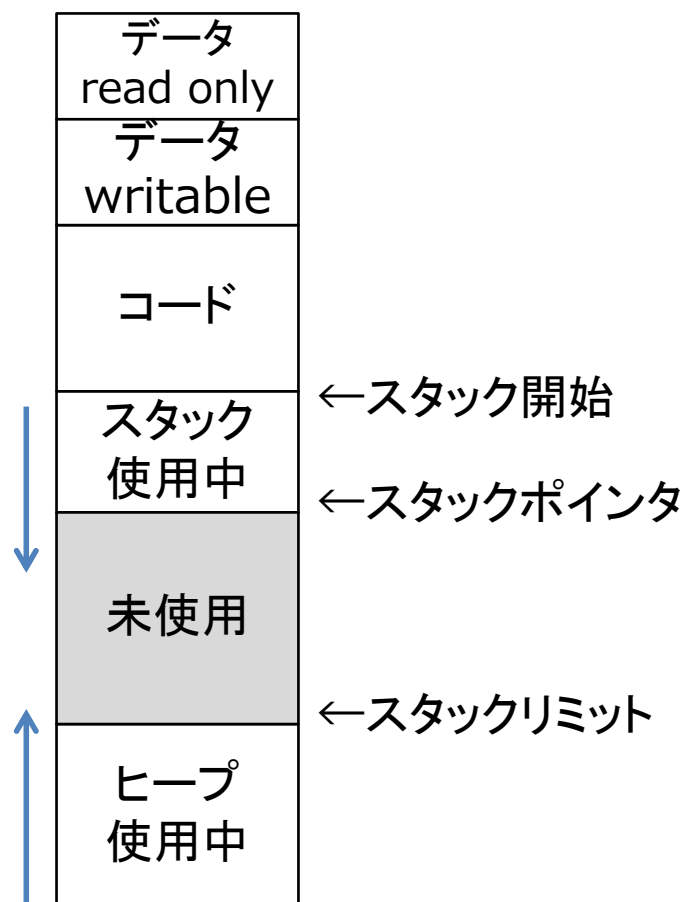 データ
read only
データ
writable
コード
←スタック開始
スタック
使用中
←スタックポインタ
未使用
←スタックリミット
ヒープ
使用中